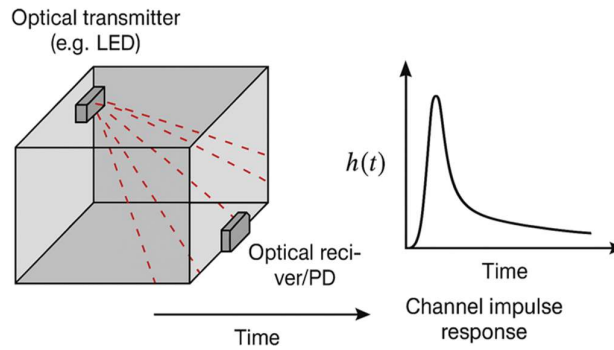 Optical transmitter
(e.g. LED)
Optical reci-
ver/PD
Time
h(t)
Time
Channel impulse
response